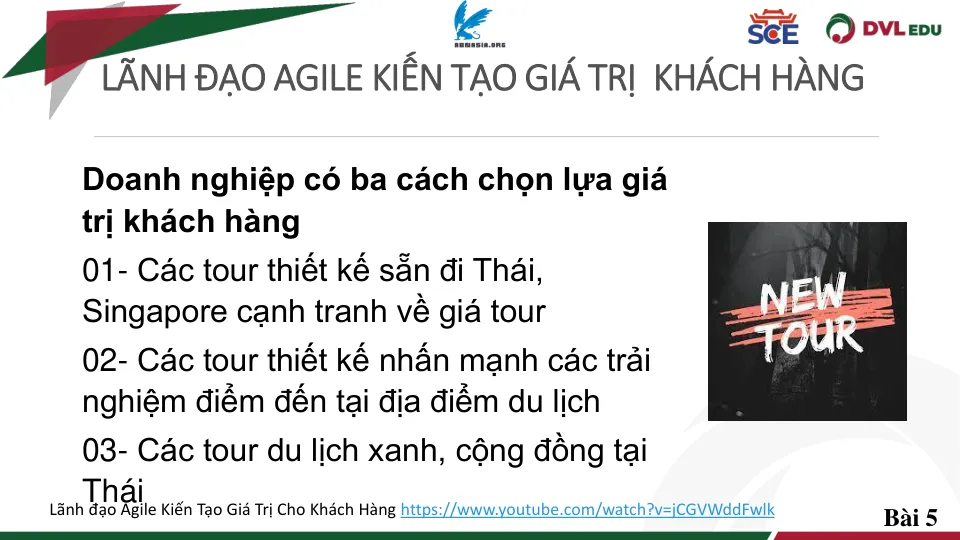 ABMASIA.ORG
SCE
DVL EDU
LÃNH ĐẠO AGILE KIẾN TẠO GIÁ TRỊ KHÁCH HÀNG
Doanh nghiệp có ba cách chọn lựa giá
trị khách hàng
01- Các tour thiết kế sẵn đi Thái,
Singapore cạnh tranh về giá tour
02- Các tour thiết kế nhấn mạnh các trải
nghiệm điểm đến tại địa điểm du lịch
03- Các tour du lịch xanh, cộng đồng tại
Thái
NEW
TOUR
Lãnh đạo Agile Kiến Tạo Giá Trị Cho Khách Hàng https://www.youtube.com/watch?v=jCGVWddFwlk
Bài 5